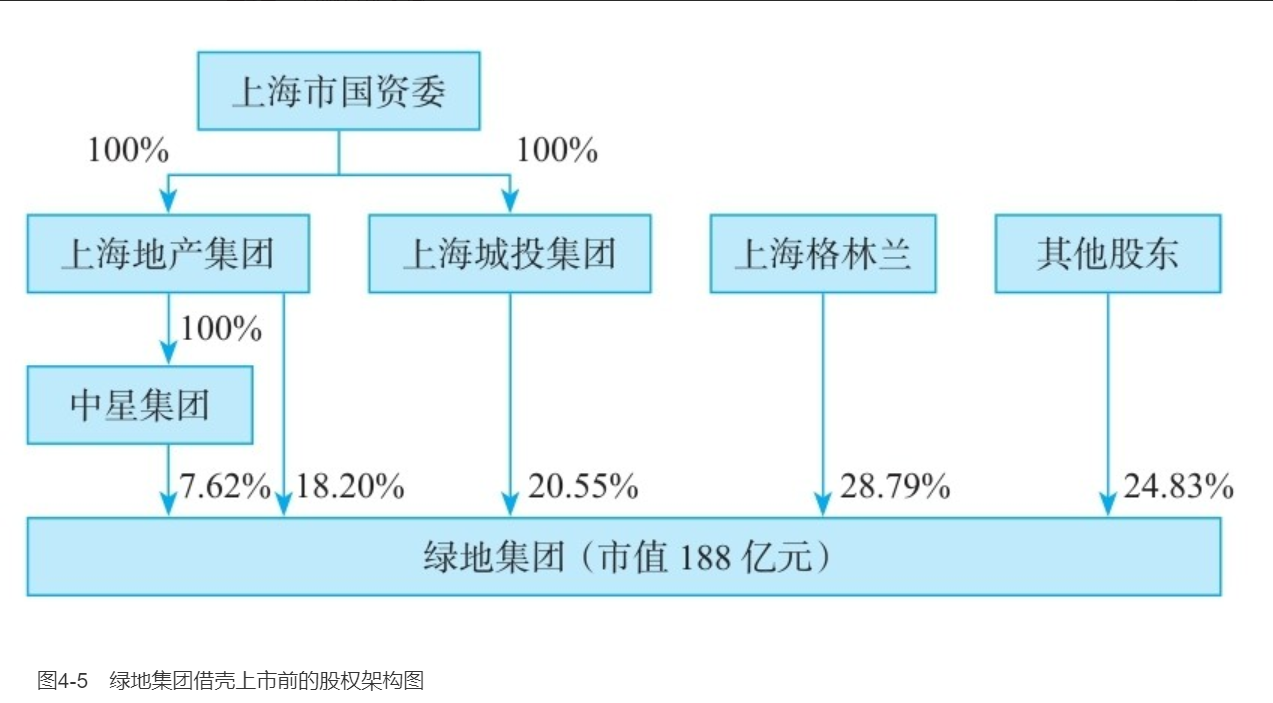 上海市国资委
100%
100%
上海地产集团
上海城投集团
上海格林兰
其他股东
100%
中星集团
7.62%
18.20%
20.55%
28.79%
24.83%
绿地集团（市值 188 亿元）
图4-5 绿地集团借壳上市前的股权架构图